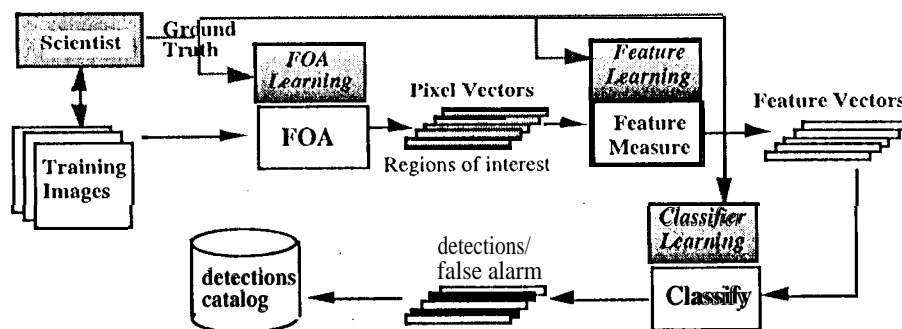 Scientist
Ground
Truth
FOA
Learning
Feature
Learning
Pixel Vectors
Feature Vectors
FOA
Feature
Measure
Training
Images
Regions of interest
Classifier
Learning
detections/
false alarm
detections
catalog
Classify